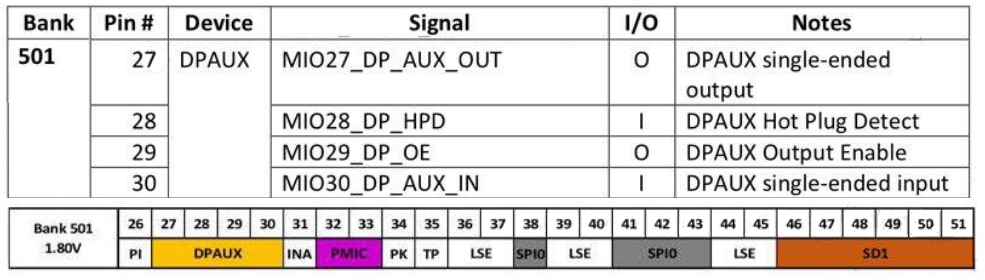 Bank Pin # Device Signal I/O Notes
501 27 DPAUX MIO27_DP_AUX_OUT O DPAUX single-ended
output
28 MIO28_DP_HPD I DPAUX Hot Plug Detect
29 MIO29_DP_OE O DPAUX Output Enable
30 MIO30_DP_AUX_IN I DPAUX single-ended input
Bank 501 26 27 28 29 30 31 32 33 34 35 36 37 38 39 40 41 42 43 44 45 46 47 48 49 50 51
1.80V PI DPAUX INA PMIC PK TP LSE SPI0 LSE SPI0 LSE SD1